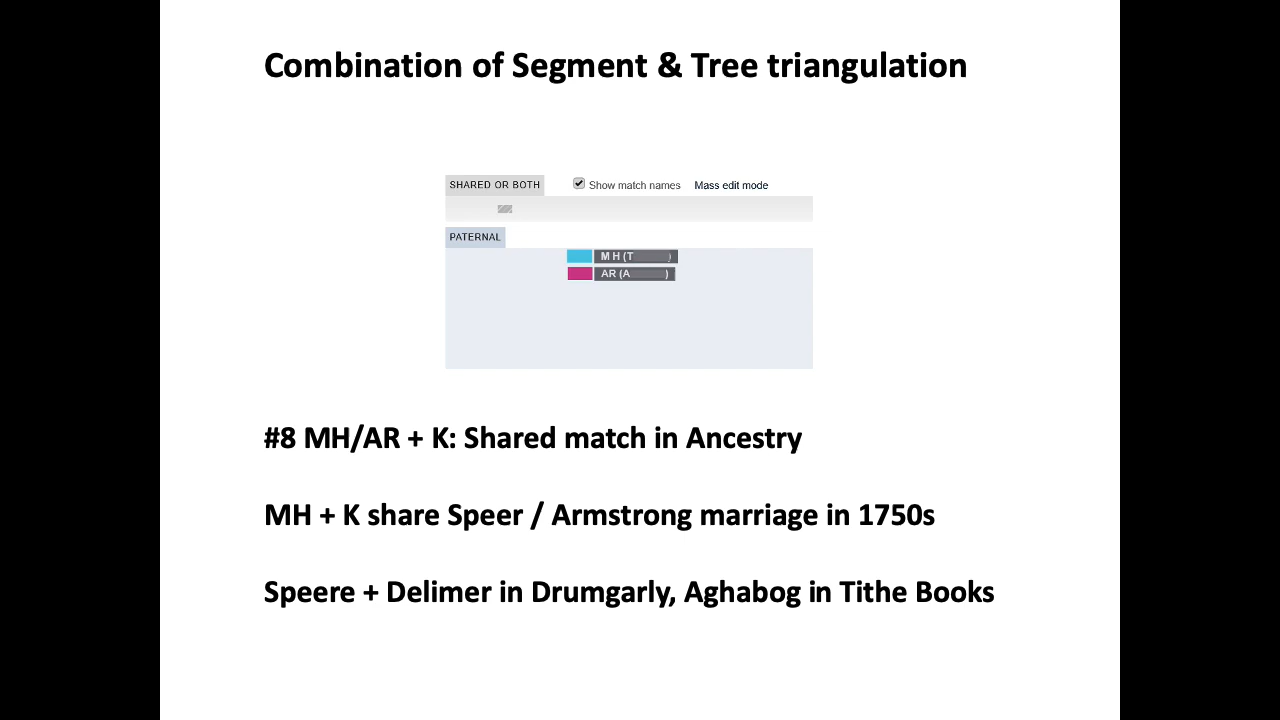 Combination of Segment & Tree triangulation
SHARED OR BOTH
Show match names Mass edit mode
PATERNAL
M H (T )
AR (A )
#8 MH/AR + K: Shared match in Ancestry
MH + K share Speer / Armstrong marriage in 1750s
Speere + Delimer in Drumgarly, Aghabog in Tithe Books